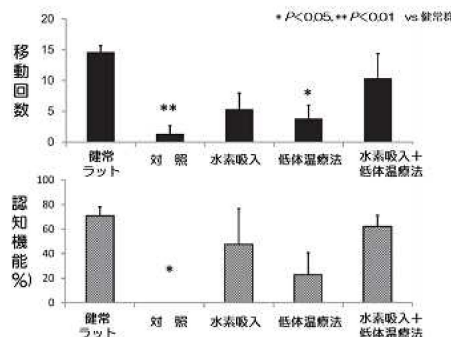 * P<0.05, ** P<0.01 vs 健常群
移動回数
20
15
10
5
0
**
*
健常
ラット
対 照
水素吸入
低体温療法
水素吸入＋
低体温療法
認知機能%)
100
80
60
40
20
0
*
健常
ラット
対 照
水素吸入
低体温療法
水素吸入＋
低体温療法